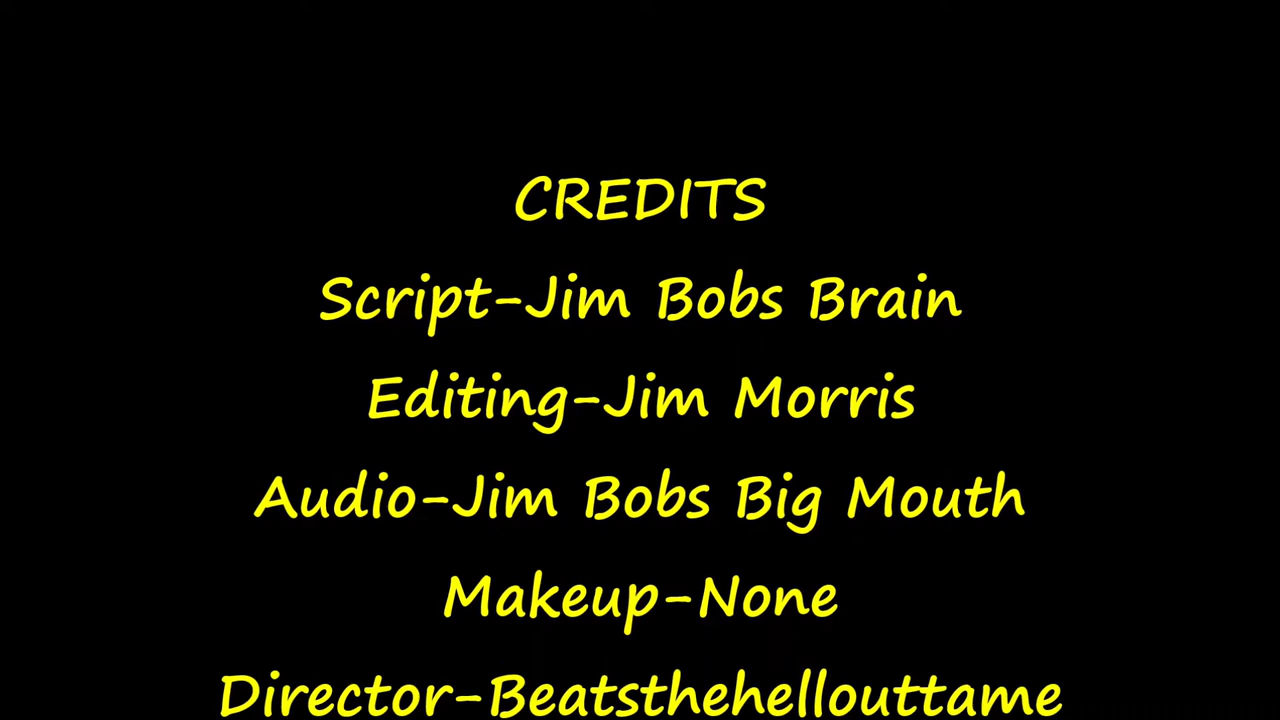 CREDITS
Script-Jim Bobs Brain
Editing-Jim Morris
Audio-Jim Bobs Big Mouth
Makeup-None
Director-Beatsthehellouttame